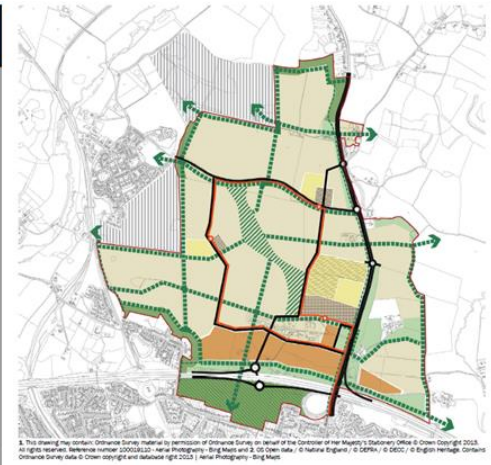 1. This drawing may contain: Ordnance Survey material by permission of Ordnance Survey on behalf of the Controller of Her Majesty's Stationery Office © Crown Copyright 2013.
All rights reserved. Reference number 100019110 - Aerial Photography - Bing Maps and 2. OS Open data / © Natural England / © DEFRA / © DECC / © English Heritage. Contains
Ordnance Survey data © Crown copyright and database right 2013 | Aerial Photography - Bing Maps